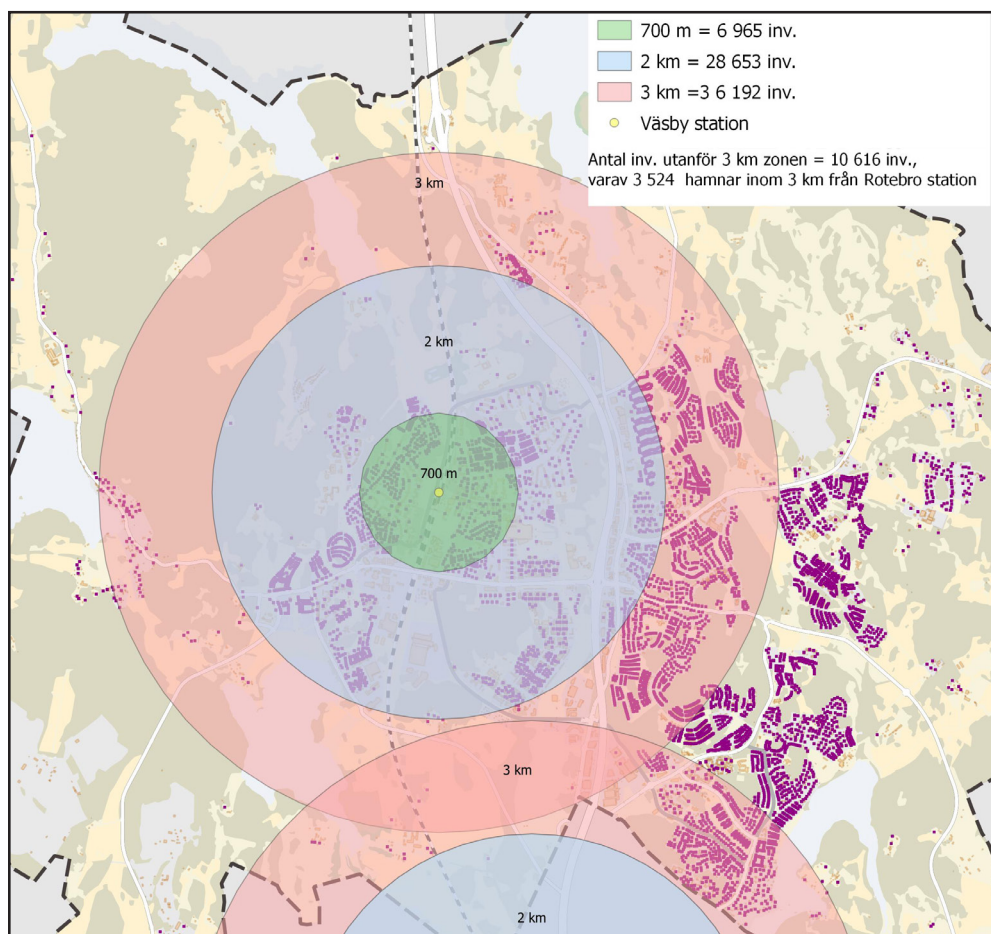 700 m = 6 965 inv.
2 km = 28 653 inv.
3 km =3 6 192 inv.
Väsby station
Antal inv. utanför 3 km zonen = 10 616 inv.,
varav 3 524 hamnar inom 3 km från Rotebro station
3 km
2 km
700 m
3 km
2 km